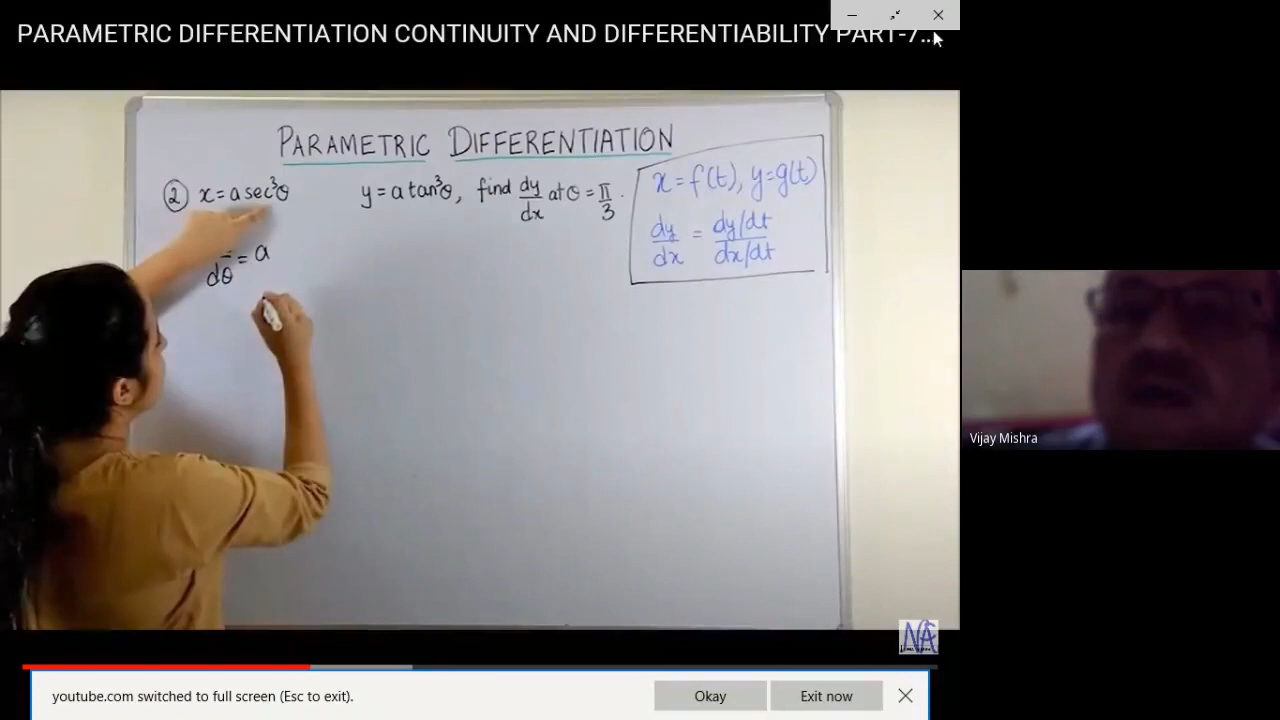 PARAMETRIC DIFFERENTIATION CONTINUITY AND DIFFERENTIABILITY PART-7...
PARAMETRIC DIFFERENTIATION
② x = a sec³θ y = a tan³θ, find dy/dx at θ = π/3.
x = f(t), y = g(t)
dy/dx = (dy/dt)/(dx/dt)
dθ = a
Vijay Mishra
youtube.com switched to full screen (Esc to exit). Okay Exit now